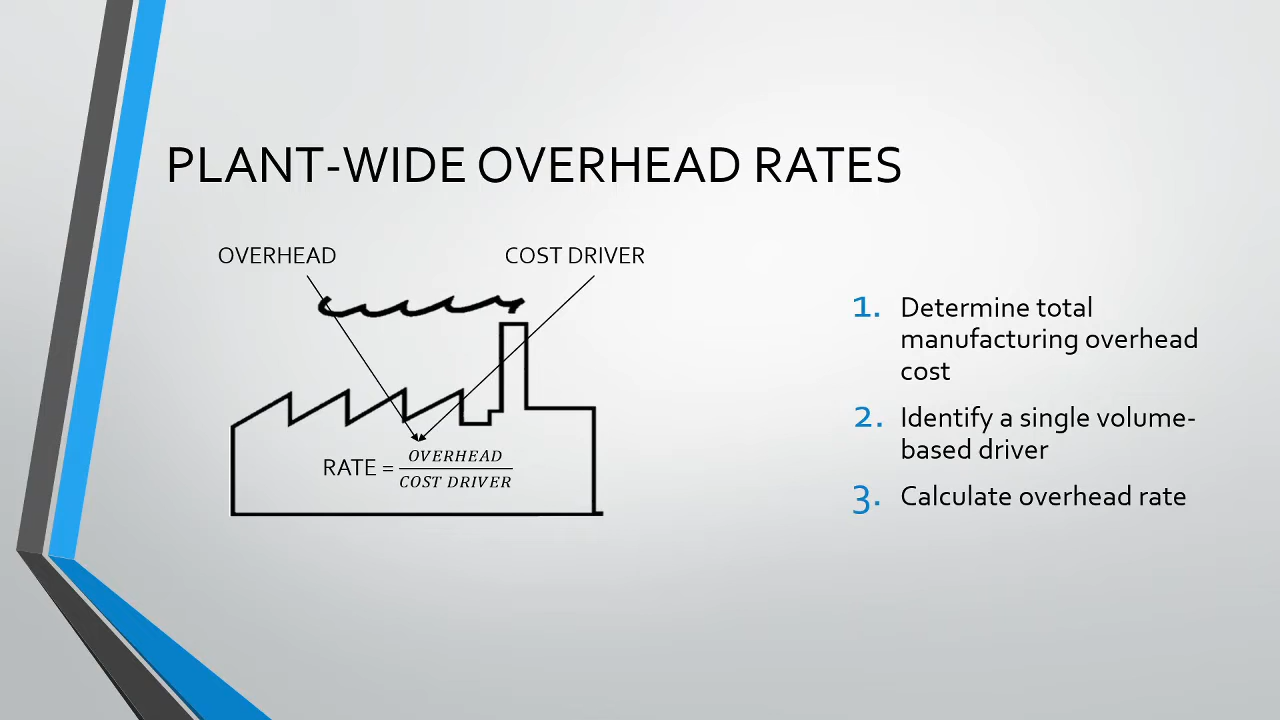 PLANT-WIDE OVERHEAD RATES
OVERHEAD
COST DRIVER
RATE = OVERHEAD / COST DRIVER
1. Determine total
manufacturing overhead
cost
2. Identify a single volume-
based driver
3. Calculate overhead rate